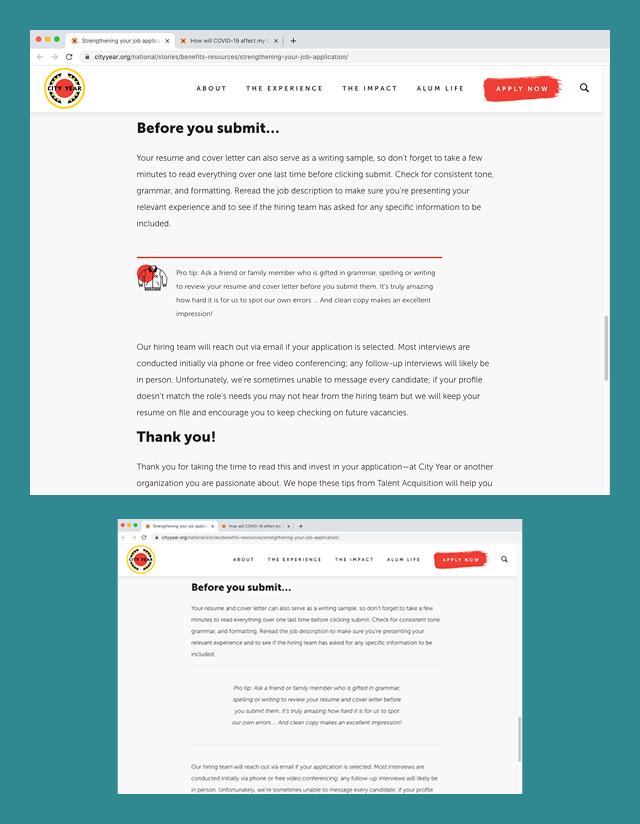 Strengthening your job applica
How will COVID-19 affect my
cityyear.org/national/stories/benefits-resources/strengthening-your-job-application/
CITY YEAR
ABOUT THE EXPERIENCE THE IMPACT ALUM LIFE APPLY NOW
Before you submit…
Your resume and cover letter can also serve as a writing sample, so don't forget to take a few
minutes to read everything over one last time before clicking submit. Check for consistent tone,
grammar, and formatting. Reread the job description to make sure you're presenting your
relevant experience and to see if the hiring team has asked for any specific information to be
included.
Pro tip: Ask a friend or family member who is gifted in grammar, spelling or writing
to review your resume and cover letter before you submit them. It's truly amazing
how hard it is for us to spot our own errors … And clean copy makes an excellent
impression!
Our hiring team will reach out via email if your application is selected. Most interviews are
conducted initially via phone or free video conferencing; any follow-up interviews will likely be
in person. Unfortunately, we're sometimes unable to message every candidate; if your profile
doesn't match the role's needs you may not hear from the hiring team but we will keep your
resume on file and encourage you to keep checking on future vacancies.
Thank you!
Thank you for taking the time to read this and invest in your application—at City Year or another
organization you are passionate about. We hope these tips from Talent Acquisition will help you
Strengthening your job applica
How will COVID-19 affect my
cityyear.org/national/stories/benefits-resources/strengthening-your-job-application/
CITY YEAR
ABOUT THE EXPERIENCE THE IMPACT ALUM LIFE APPLY NOW
Before you submit…
Your resume and cover letter can also serve as a writing sample, so don't forget to take a few
minutes to read everything over one last time before clicking submit. Check for consistent tone,
grammar, and formatting. Reread the job description to make sure you're presenting your
relevant experience and to see if the hiring team has asked for any specific information to be
included.
Pro tip: Ask a friend or family member who is gifted in grammar,
spelling or writing to review your resume and cover letter before
you submit them. It's truly amazing how hard it is for us to spot
our own errors … And clean copy makes an excellent impression!
Our hiring team will reach out via email if your application is selected. Most interviews are
conducted initially via phone or free video conferencing; any follow-up interviews will likely be
in person. Unfortunately, we're sometimes unable to message every candidate; if your profile